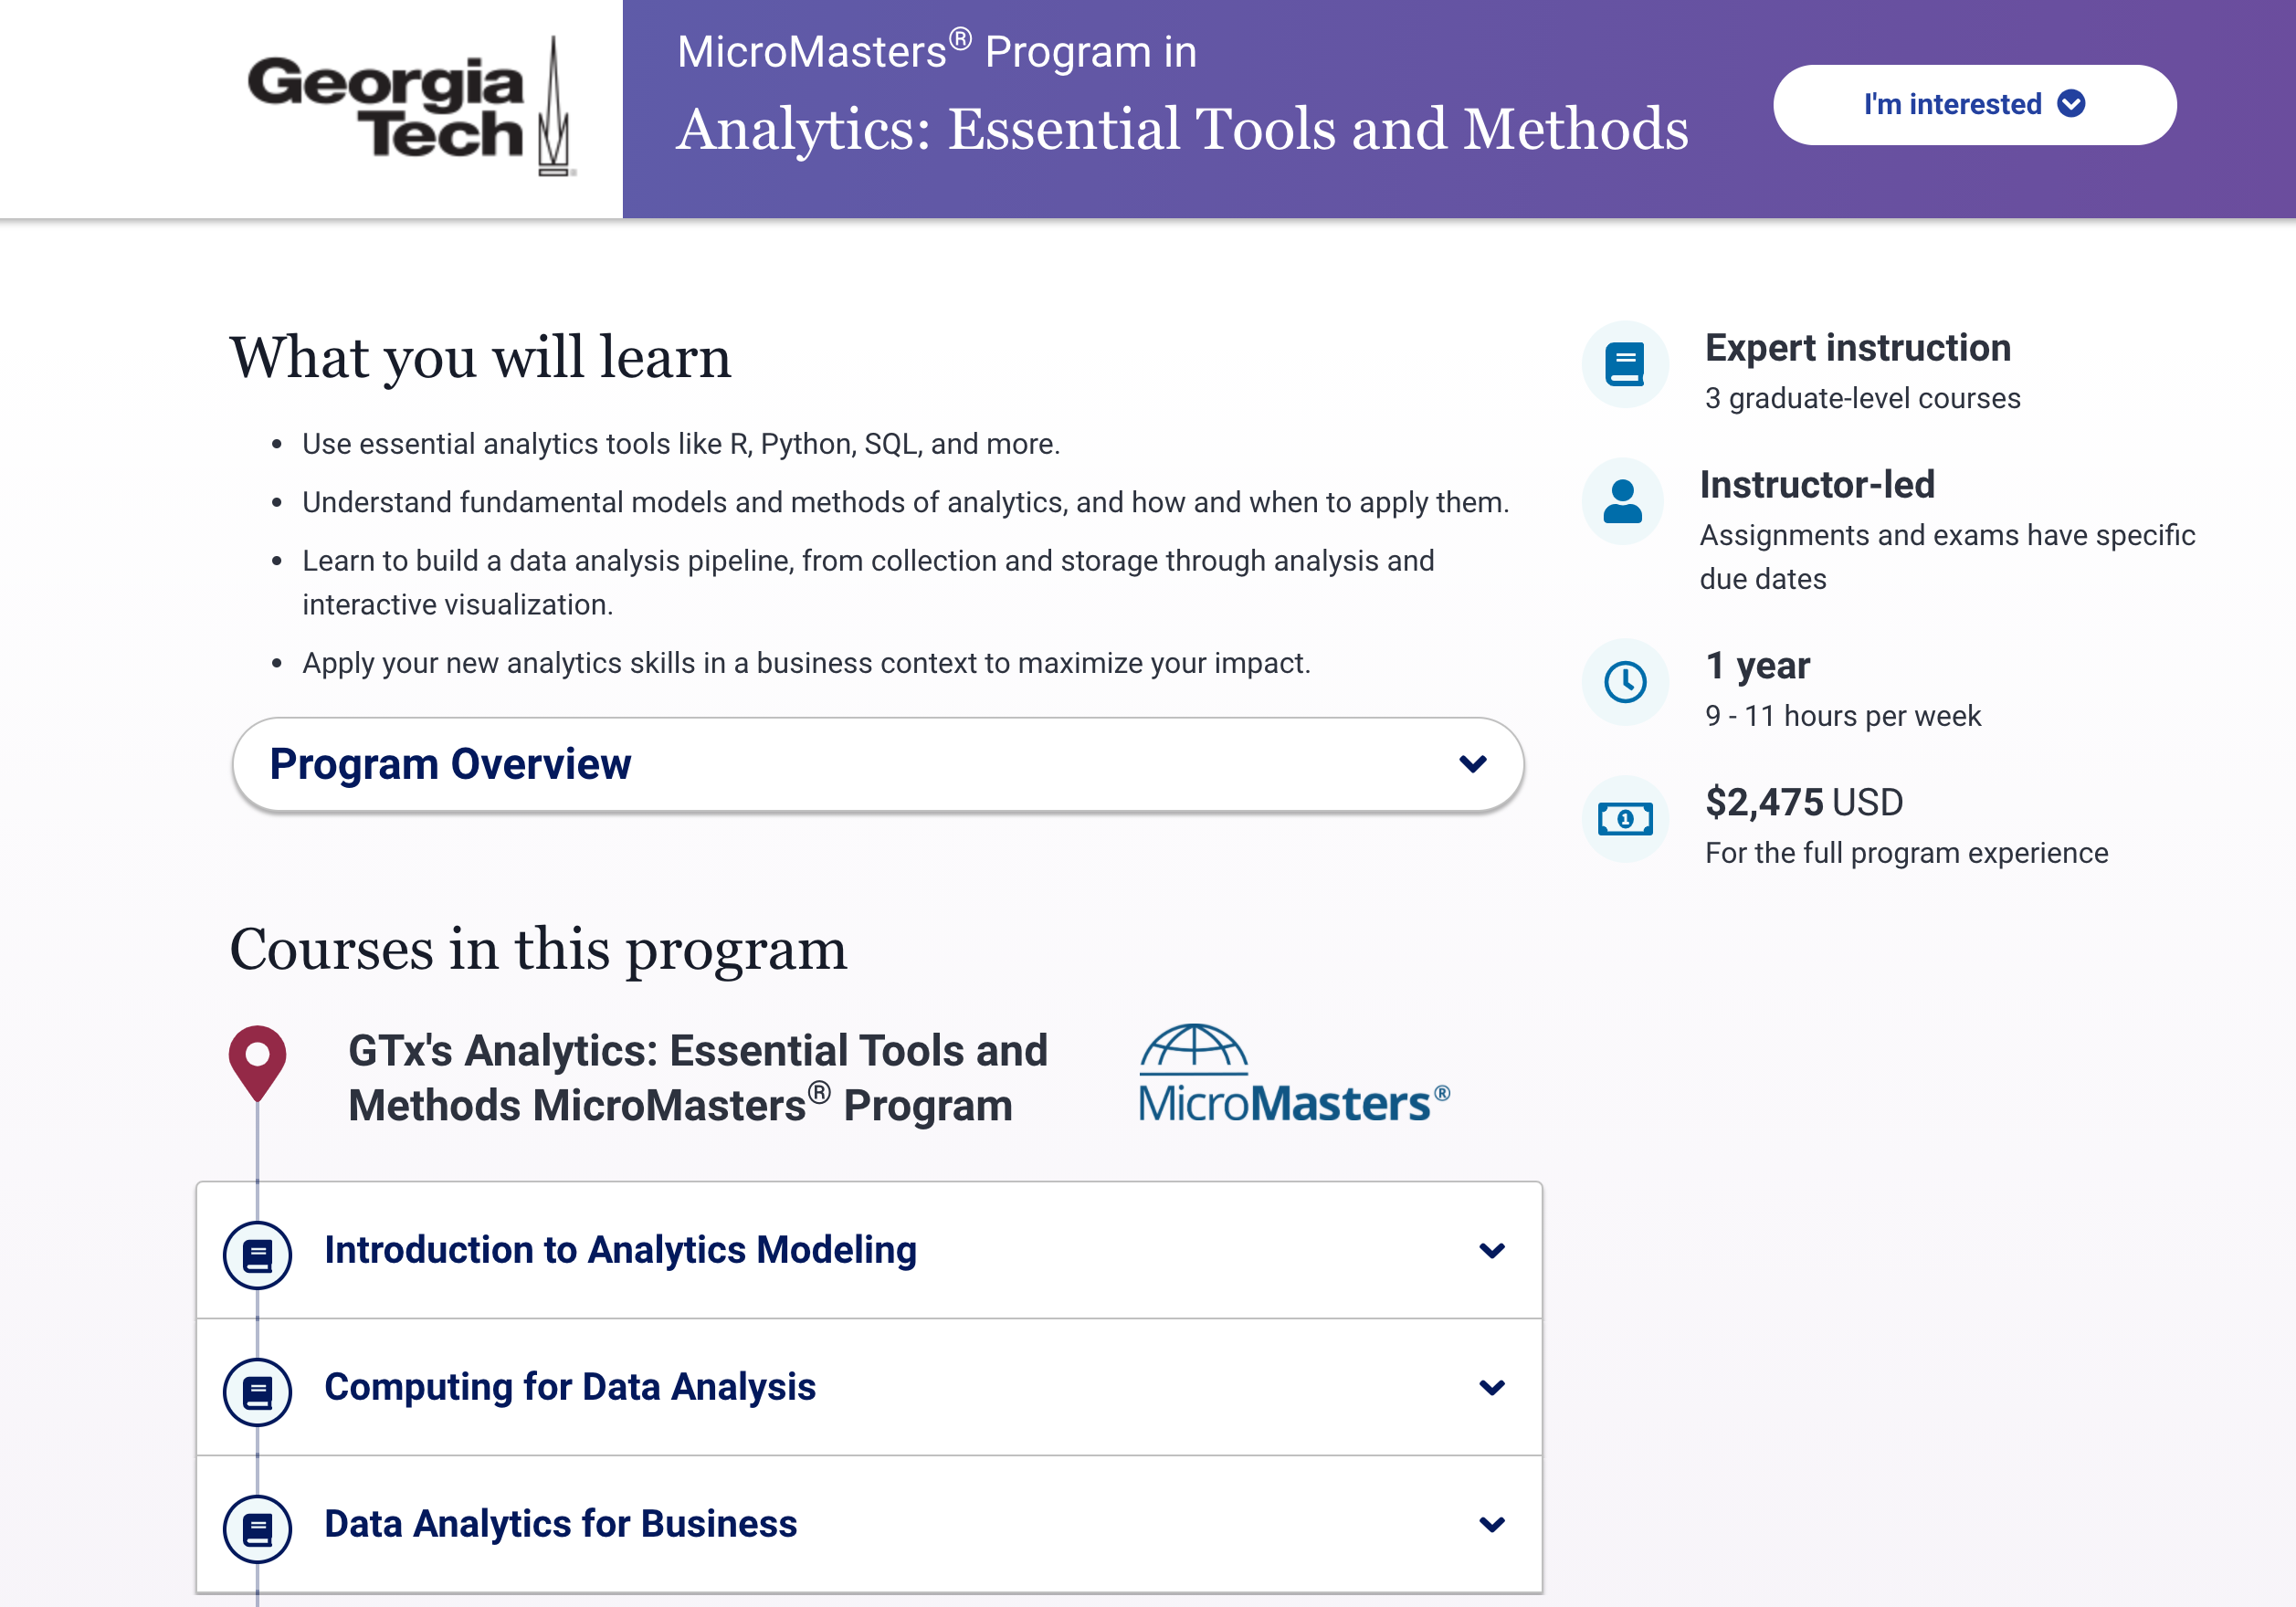 Georgia
Tech
MicroMasters® Program in
Analytics: Essential Tools and Methods
I'm interested
What you will learn
• Use essential analytics tools like R, Python, SQL, and more.
• Understand fundamental models and methods of analytics, and how and when to apply them.
• Learn to build a data analysis pipeline, from collection and storage through analysis and
interactive visualization.
• Apply your new analytics skills in a business context to maximize your impact.
Program Overview
Expert instruction
3 graduate-level courses
Instructor-led
Assignments and exams have specific
due dates
1 year
9 - 11 hours per week
$2,475 USD
For the full program experience
Courses in this program
GTx's Analytics: Essential Tools and
Methods MicroMasters® Program
MicroMasters®
Introduction to Analytics Modeling
Computing for Data Analysis
Data Analytics for Business